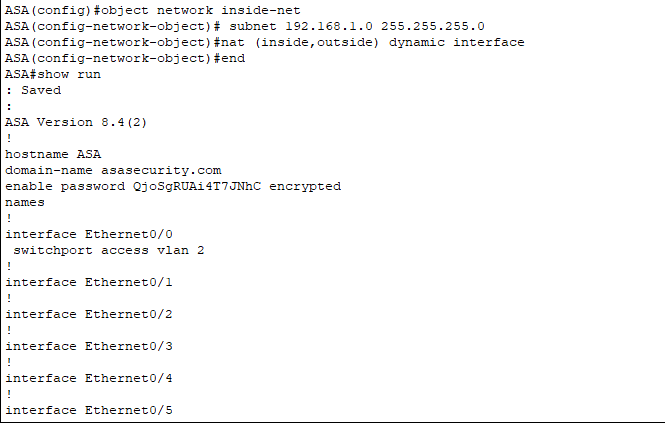 ASA(config)#object network inside-net
ASA(config-network-object)# subnet 192.168.1.0 255.255.255.0
ASA(config-network-object)#nat (inside,outside) dynamic interface
ASA(config-network-object)#end
ASA#show run
: Saved
:
ASA Version 8.4(2)
!
hostname ASA
domain-name asasecurity.com
enable password QjoSgRUAi4T7JNhC encrypted
names
!
interface Ethernet0/0
 switchport access vlan 2
!
interface Ethernet0/1
!
interface Ethernet0/2
!
interface Ethernet0/3
!
interface Ethernet0/4
!
interface Ethernet0/5